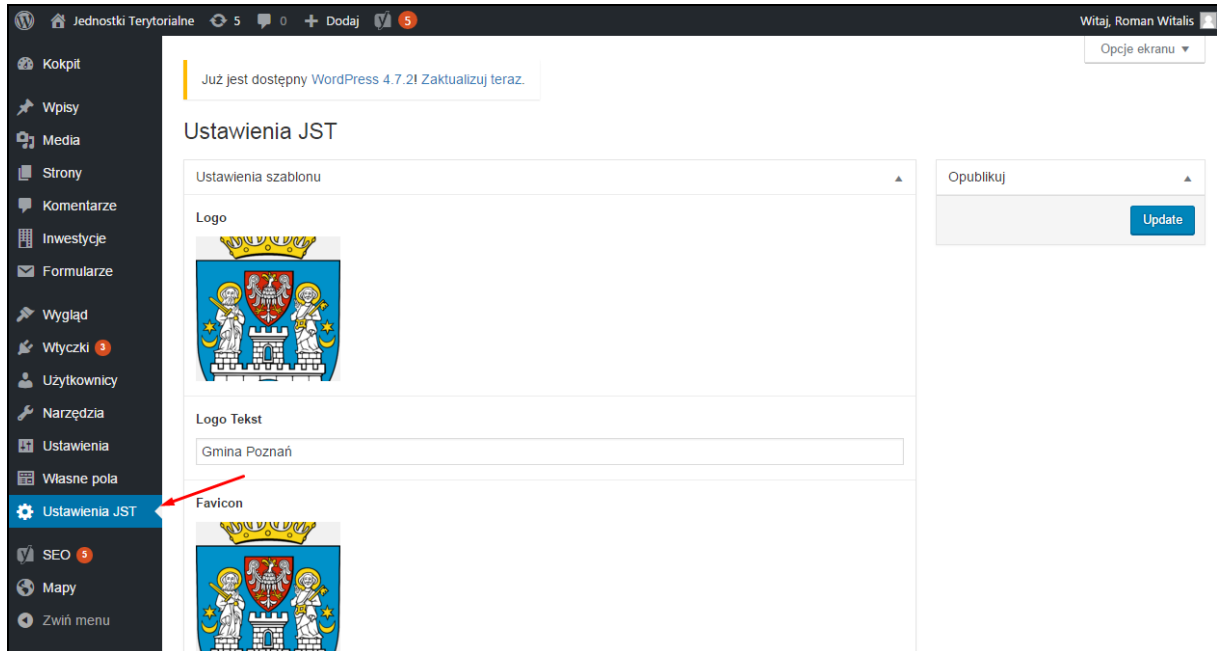 Jednostki Terytorialne 5 0 + Dodaj 5 Witaj, Roman Witalis
Opcje ekranu ▼
Kokpit
Wpisy
Media
Strony
Komentarze
Inwestycje
Formularze
Wygląd
Wtyczki 3
Użytkownicy
Narzędzia
Ustawienia
Własne pola
Ustawienia JST
SEO 5
Mapy
Zwiń menu
Już jest dostępny WordPress 4.7.2! Zaktualizuj teraz.
Ustawienia JST
Ustawienia szablonu
Logo
Logo Tekst
Gmina Poznań
Favicon
Opublikuj
Update